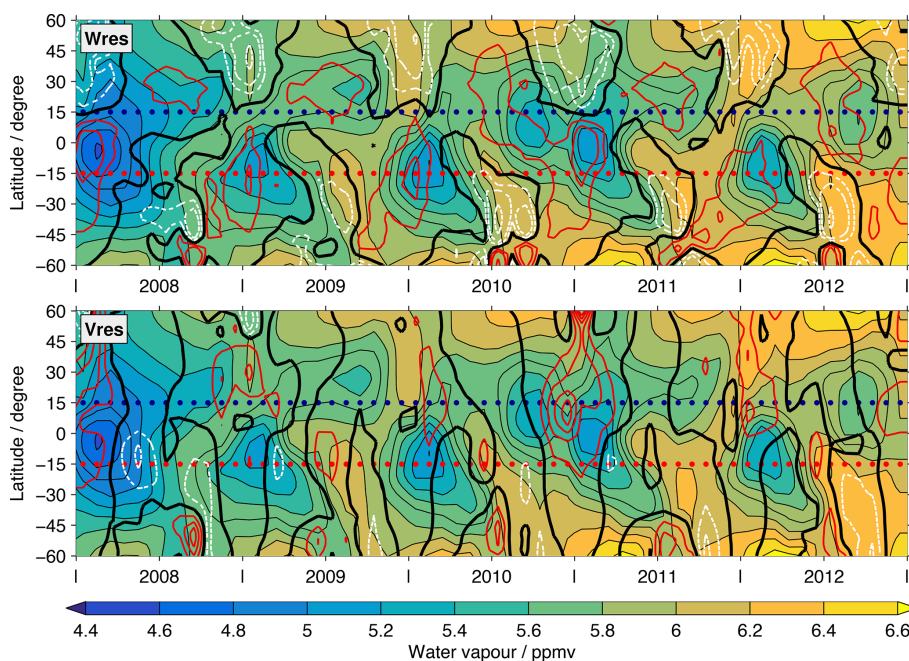 60
Wres
45
30
15
0
−15
−30
−45
−60
Latitude / degree
2008 2009 2010 2011 2012
60
Vres
45
30
15
0
−15
−30
−45
−60
Latitude / degree
2008 2009 2010 2011 2012
4.4 4.6 4.8 5 5.2 5.4 5.6 5.8 6 6.2 6.4 6.6
Water vapour / ppmv